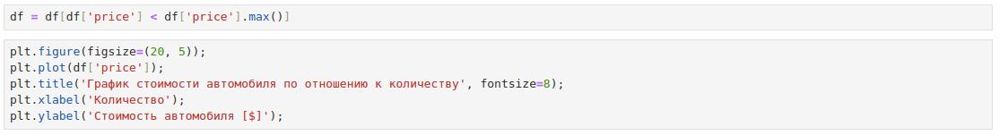 df = df[df['price'] < df['price'].max()]
plt.figure(figsize=(20, 5));
plt.plot(df['price']);
plt.title('График стоимости автомобиля по отношению к количеству', fontsize=8);
plt.xlabel('Количество');
plt.ylabel('Стоимость автомобиля [$]');